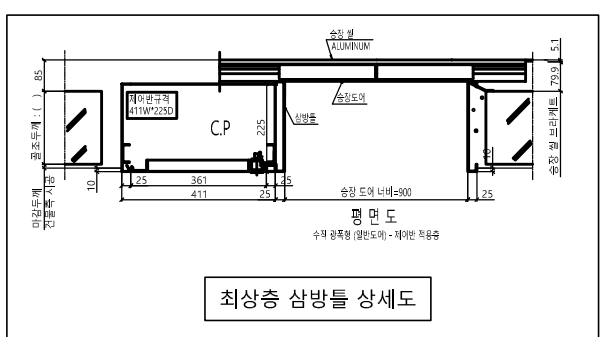 승장 씰
ALUMINUM
5.1
85
79.9
제어반규격
411W*225D
C.P
225
삼방틀
승장도어
골조두께 : ( )
승장 씰 브라케트
10
10
25
361
25
411
25
승장 도어 너비=900
25
마감두께
건물측 시공
평 면 도
수직 광폭형 (일반도어) - 제어반 적용층
최상층 삼방틀 상세도